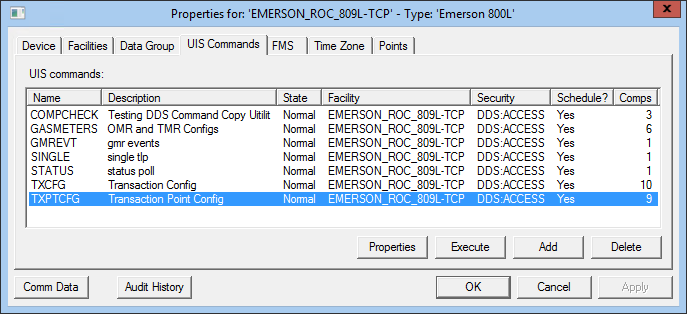 Properties for: 'EMERSON_ROC_809L-TCP' - Type: 'Emerson 800L'
Device Facilities Data Group UIS Commands FMS Time Zone Points
UIS commands:
Name Description State Facility Security Schedule? Comps
COMPCHECK Testing DDS Command Copy Uitilit Normal EMERSON_ROC_809L-TCP DDS:ACCESS Yes 3
GASMETERS OMR and TMR Configs Normal EMERSON_ROC_809L-TCP DDS:ACCESS Yes 6
GMREVT gmr events Normal EMERSON_ROC_809L-TCP DDS:ACCESS Yes 1
SINGLE single tlp Normal EMERSON_ROC_809L-TCP DDS:ACCESS Yes 1
STATUS status poll Normal EMERSON_ROC_809L-TCP DDS:ACCESS Yes 1
TXCFG Transaction Config Normal EMERSON_ROC_809L-TCP DDS:ACCESS Yes 10
TXPTCFG Transaction Point Config Normal EMERSON_ROC_809L-TCP DDS:ACCESS Yes 9
Properties Execute Add Delete
Comm Data Audit History OK Cancel Apply